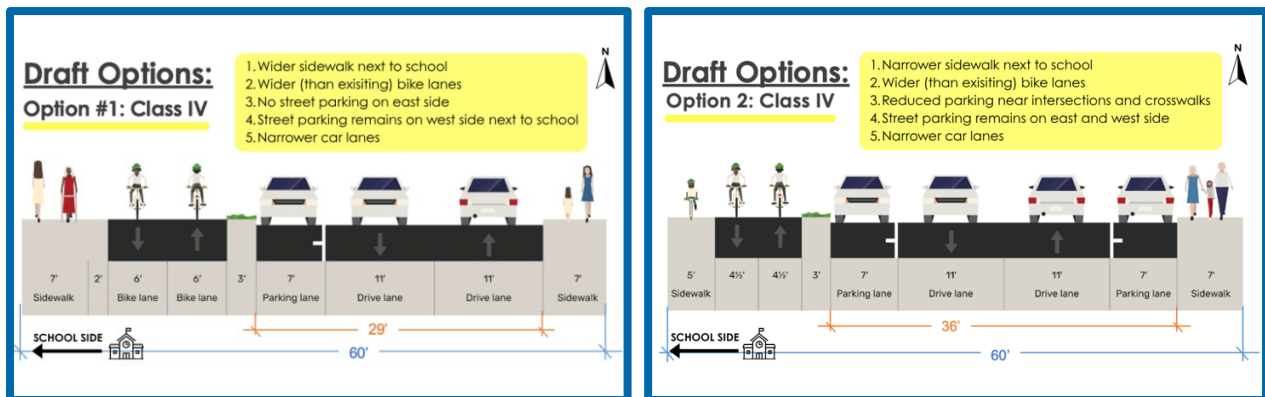 Draft Options:
Option #1: Class IV
1. Wider sidewalk next to school
2. Wider (than exisiting) bike lanes
3. No street parking on east side
4. Street parking remains on west side next to school
5. Narrower car lanes
N
7' 2' 6' 6' 3' 7' 11' 11' 7'
Sidewalk Bike lane Bike lane Parking lane Drive lane Drive lane Sidewalk
29'
SCHOOL SIDE
60'
Draft Options:
Option 2: Class IV
1. Narrower sidewalk next to school
2. Wider (than exisiting) bike lanes
3. Reduced parking near intersections and crosswalks
4. Street parking remains on east and west side
5. Narrower car lanes
N
5' 4½' 4½' 3' 7' 11' 11' 7' 7'
Sidewalk Bike lane Bike lane Parking lane Drive lane Drive lane Parking lane Sidewalk
36'
SCHOOL SIDE
60'